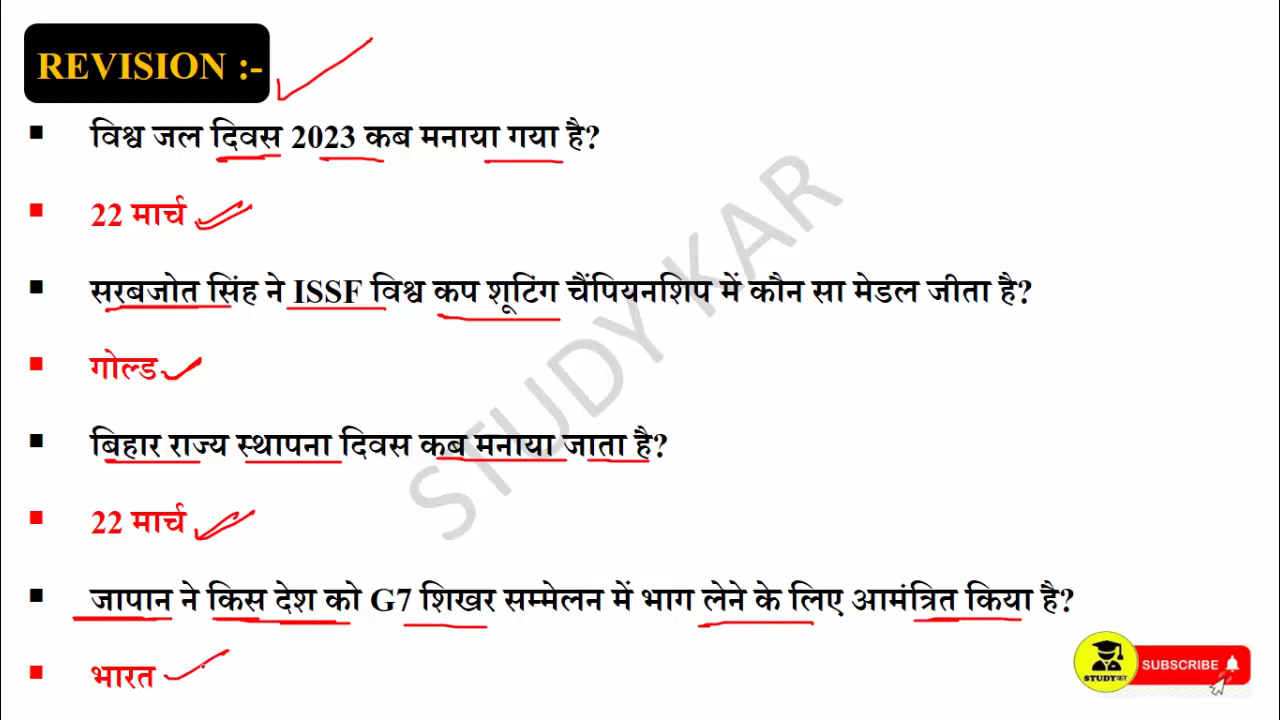 REVISION :-
विश्व जल दिवस 2023 कब मनाया गया है?
22 मार्च
सरबजोत सिंह ने ISSF विश्व कप शूटिंग चैंपियनशिप में कौन सा मेडल जीता है?
गोल्ड
बिहार राज्य स्थापना दिवस कब मनाया जाता है?
22 मार्च
जापान ने किस देश को G7 शिखर सम्मेलन में भाग लेने के लिए आमंत्रित किया है?
भारत
STUDY KAR
STUDYकर
SUBSCRIBE